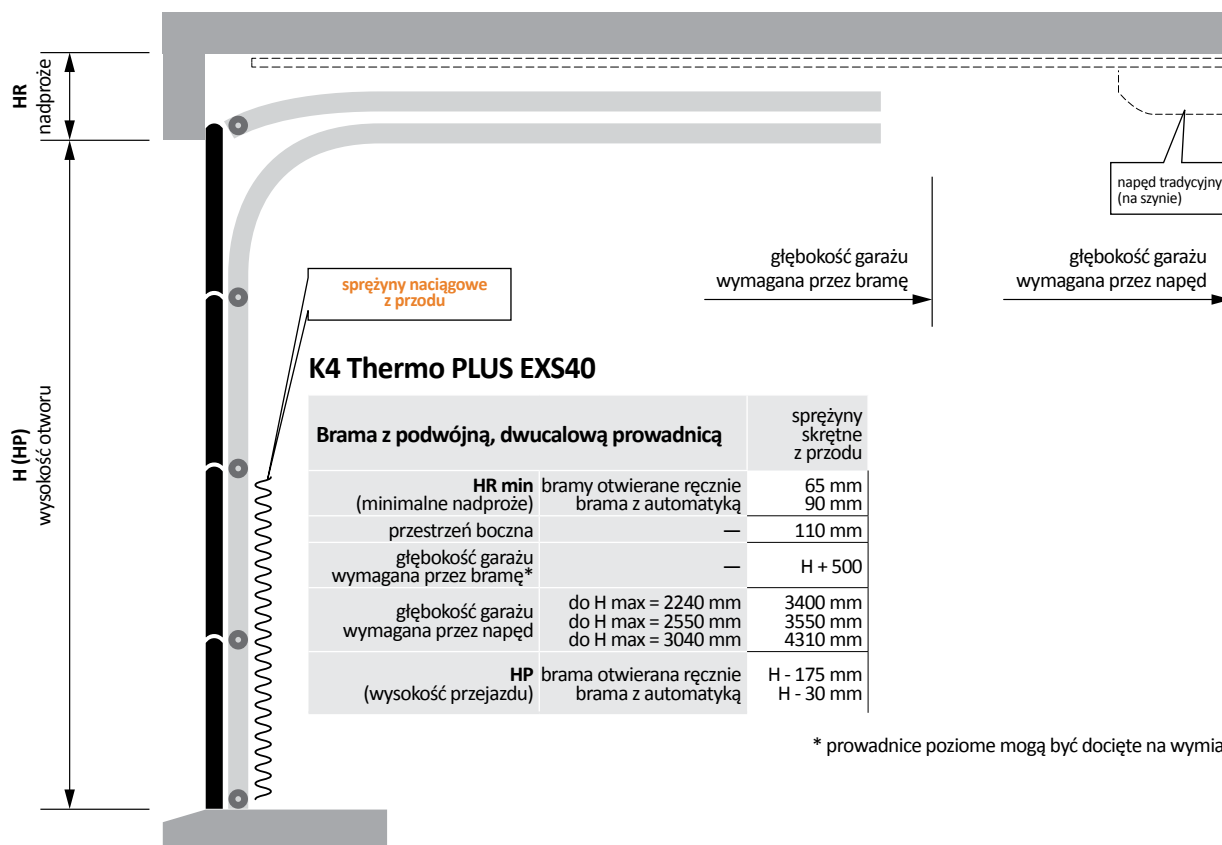 HR
nadproże
H (HP)
wysokość otworu
napęd tradycyjny
(na szynie)
głębokość garażu
wymagana przez bramę
głębokość garażu
wymagana przez napęd
sprężyny naciągowe
z przodu
K4 Thermo PLUS EXS40
Brama z podwójną, dwucalową prowadnicą
sprężyny
skrętne
z przodu
HR min bramy otwierane ręcznie 65 mm
(minimalne nadproże) brama z automatyką 90 mm
przestrzeń boczna — 110 mm
głębokość garażu
wymagana przez bramę* — H + 500
głębokość garażu
wymagana przez napęd
do H max = 2240 mm 3400 mm
do H max = 2550 mm 3550 mm
do H max = 3040 mm 4310 mm
HP brama otwierana ręcznie H - 175 mm
(wysokość przejazdu) brama z automatyką H - 30 mm
* prowadnice poziome mogą być docięte na wymia